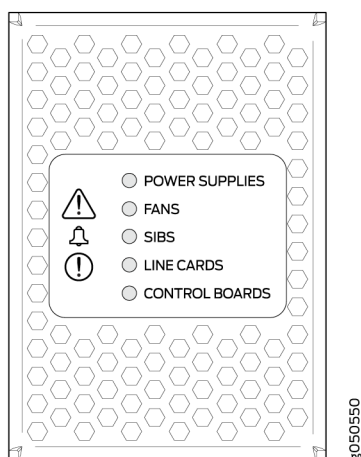 POWER SUPPLIES
FANS
SIBS
LINE CARDS
CONTROL BOARDS
g050550